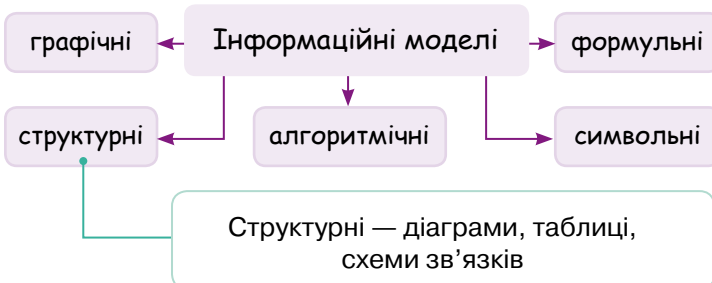 графічні
Інформаційні моделі
формульні
структурні
алгоритмічні
символьні
Структурні — діаграми, таблиці,
схеми зв’язків